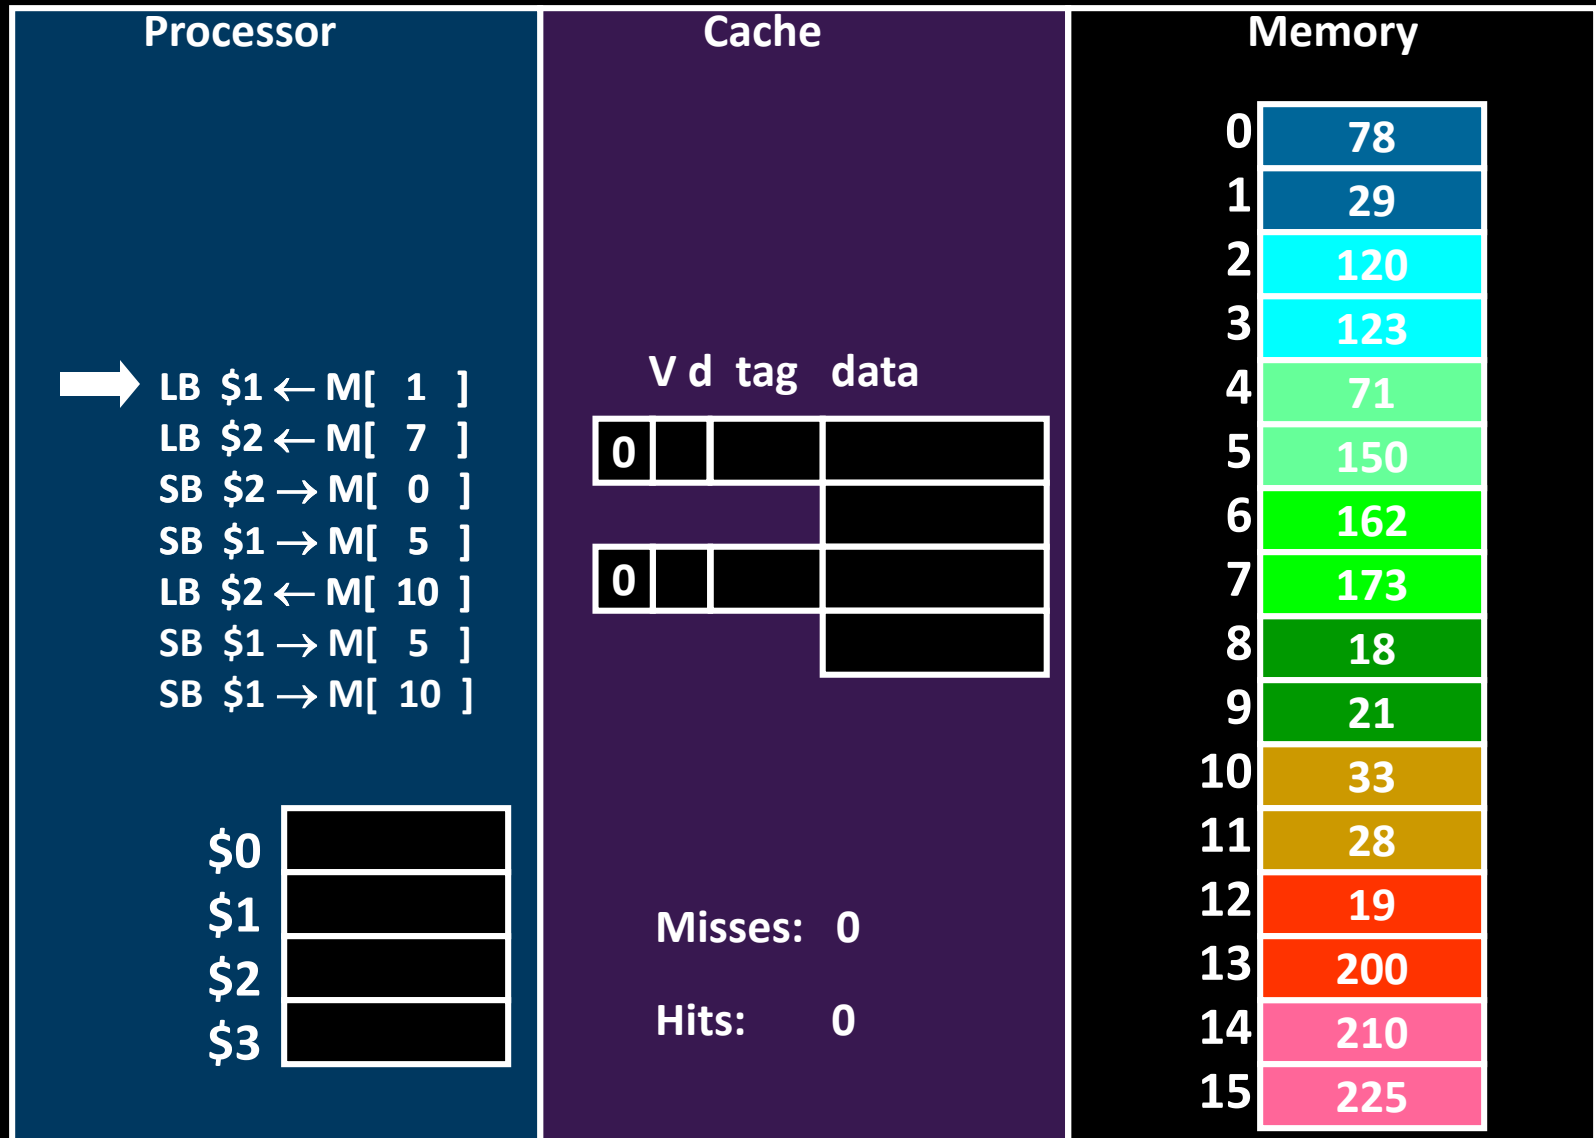 Processor
LB $1 ← M[ 1 ]
LB $2 ← M[ 7 ]
SB $2 → M[ 0 ]
SB $1 → M[ 5 ]
LB $2 ← M[ 10 ]
SB $1 → M[ 5 ]
SB $1 → M[ 10 ]
$0
$1
$2
$3
Cache
V d tag data
0
0
Misses: 0
Hits: 0
Memory
0 78
1 29
2 120
3 123
4 71
5 150
6 162
7 173
8 18
9 21
10 33
11 28
12 19
13 200
14 210
15 225